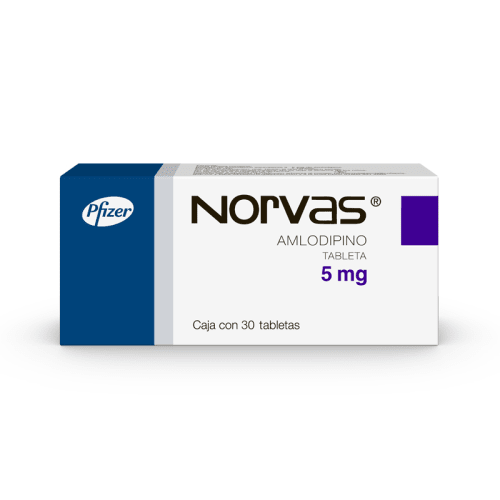 Pfizer
NORVAS®
AMLODIPINO
TABLETA
5 mg
Caja con 30 tabletas